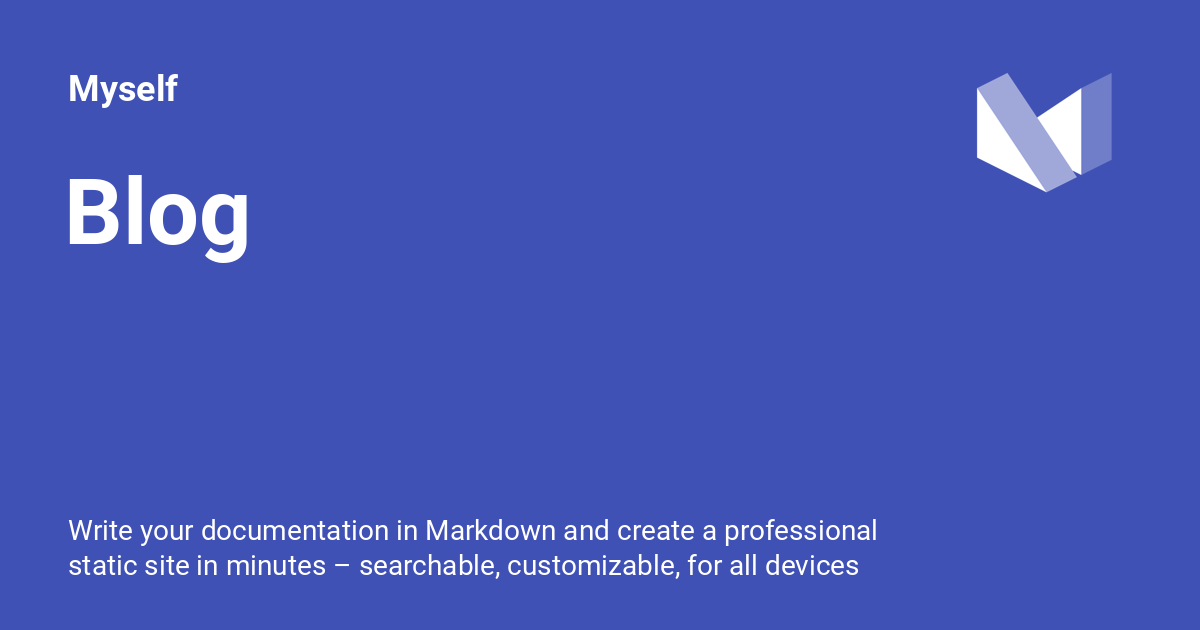 Myself
Blog
Write your documentation in Markdown and create a professional
static site in minutes – searchable, customizable, for all devices